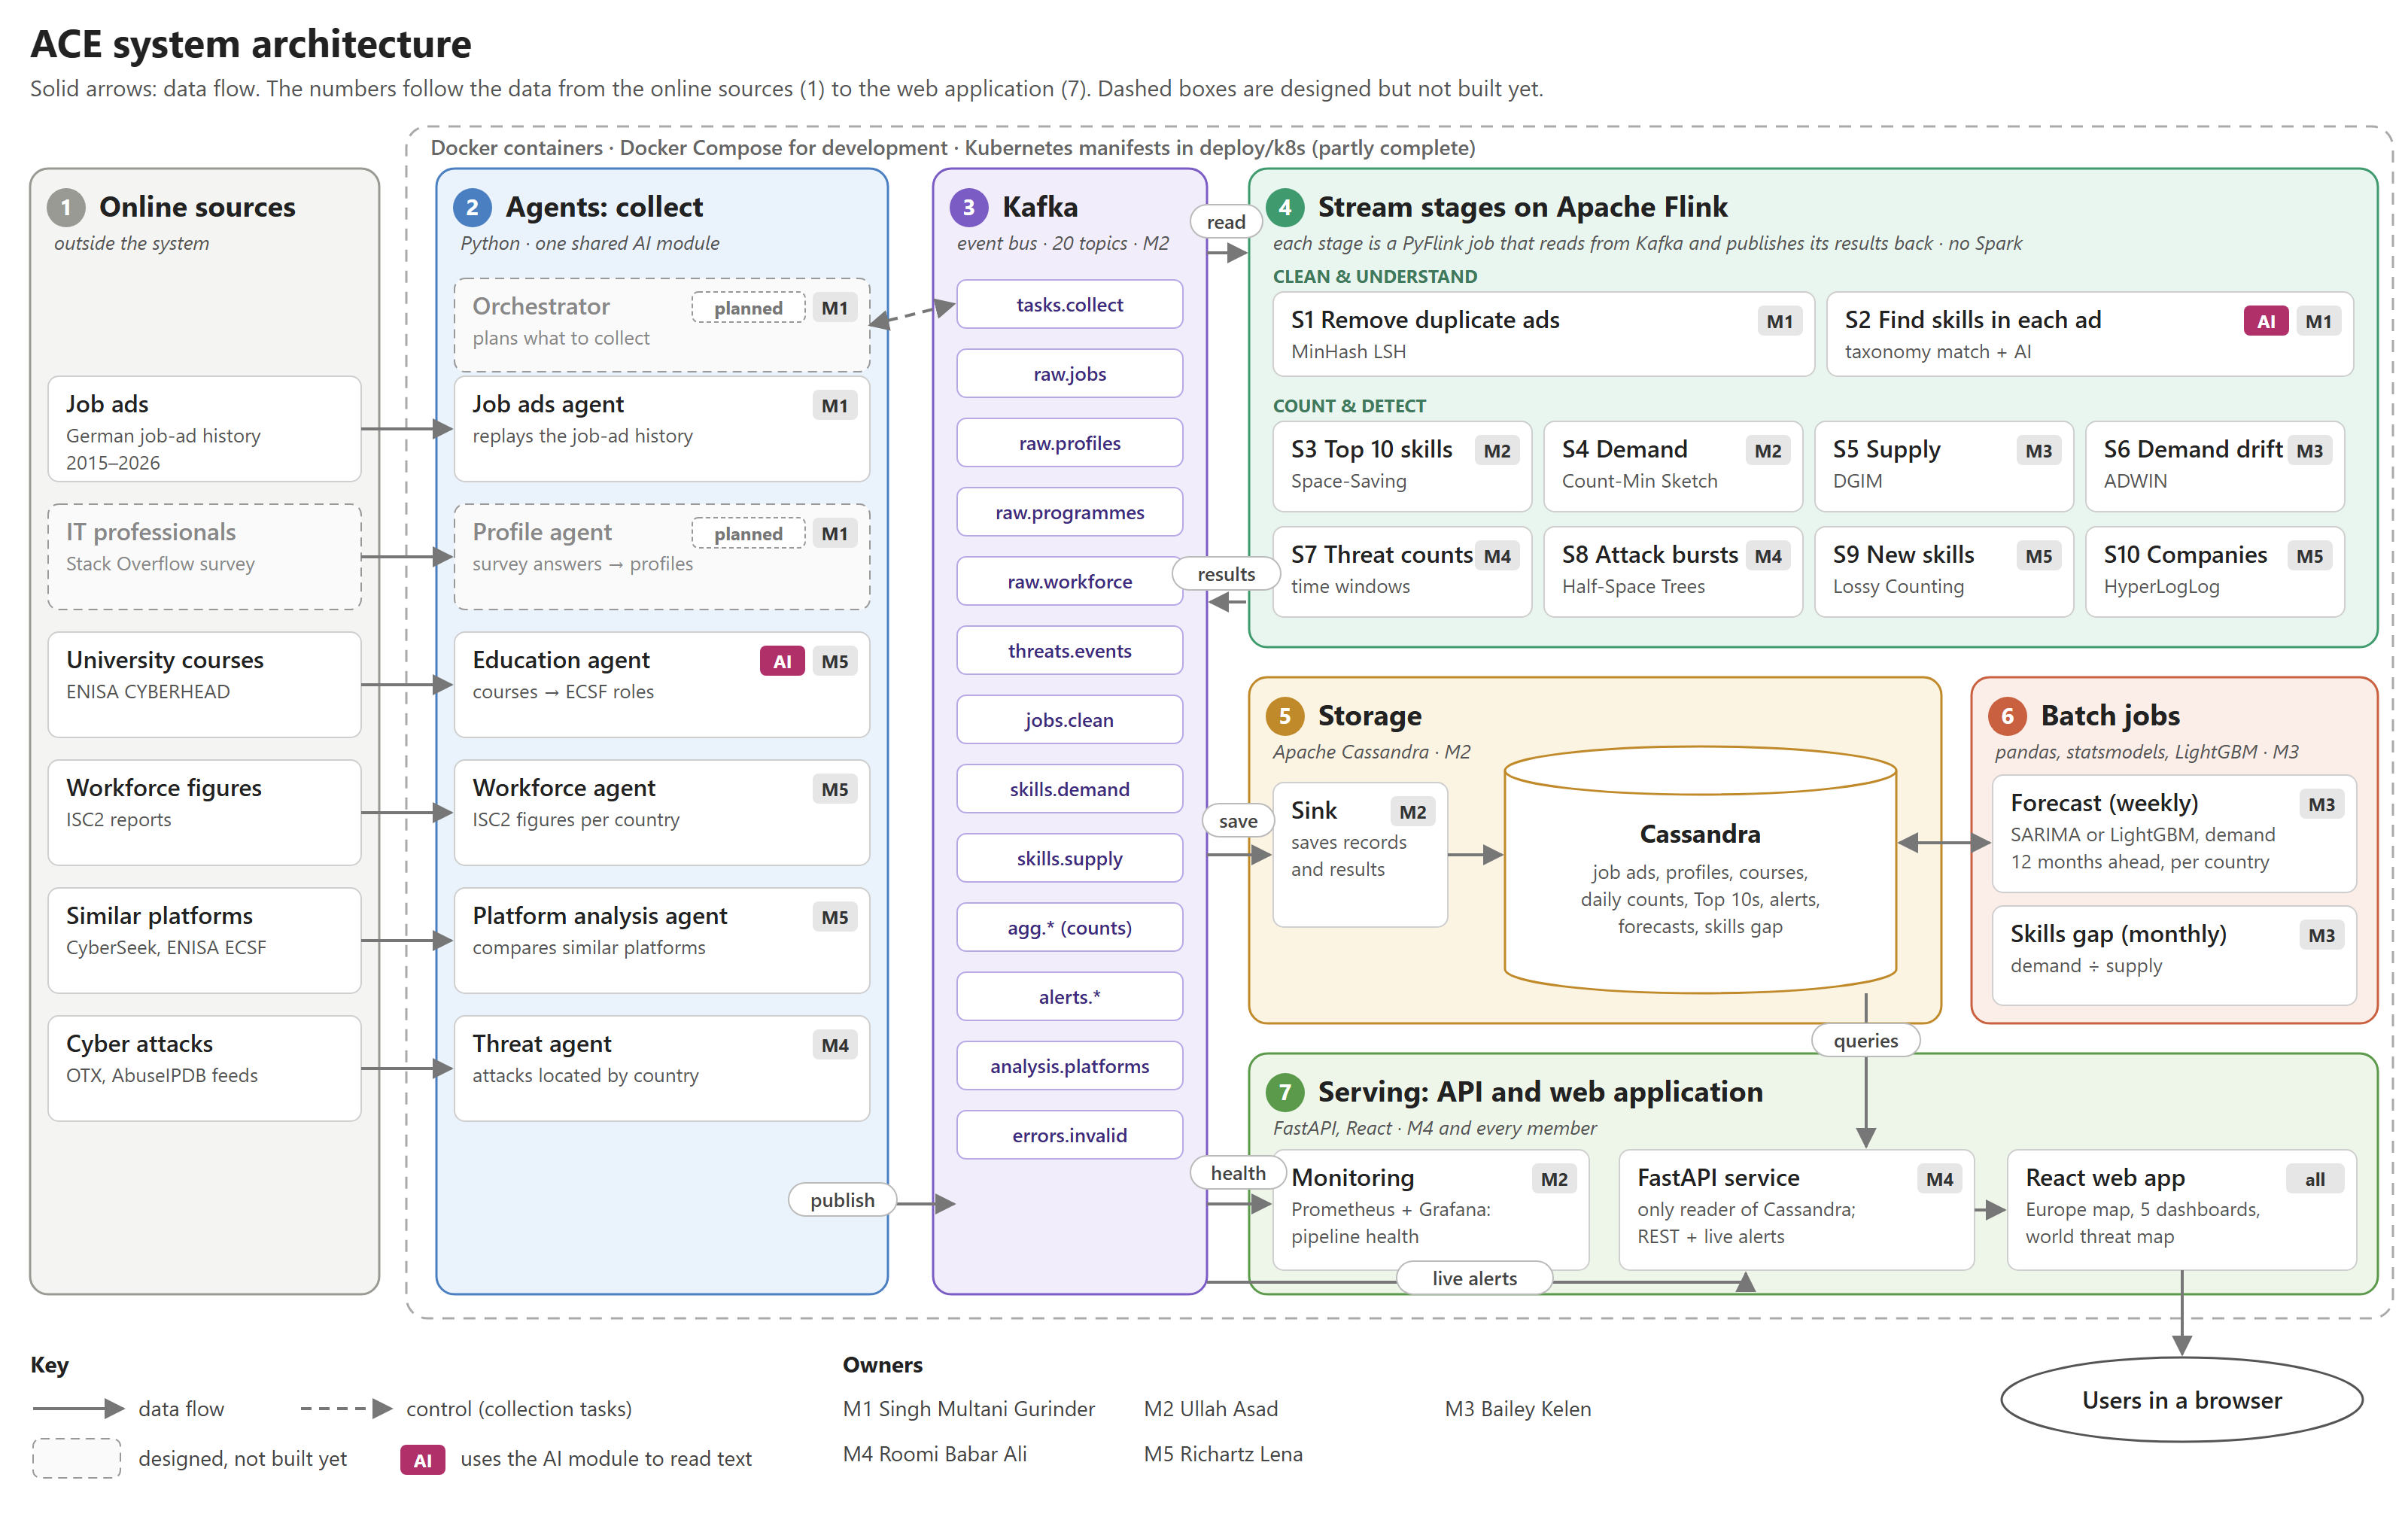 ACE system architecture
Solid arrows: data flow. The numbers follow the data from the online sources (1) to the web application (7). Dashed boxes are designed but not built yet.
Docker containers · Docker Compose for development · Kubernetes manifests in deploy/k8s (partly complete)
1 Online sources
outside the system
Job ads
German job-ad history
2015–2026
IT professionals
Stack Overflow survey
University courses
ENISA CYBERHEAD
Workforce figures
ISC2 reports
Similar platforms
CyberSeek, ENISA ECSF
Cyber attacks
OTX, AbuseIPDB feeds
2 Agents: collect
Python · one shared AI module
Orchestrator planned M1
plans what to collect
Job ads agent M1
replays the job-ad history
Profile agent planned M1
survey answers → profiles
Education agent AI M5
courses → ECSF roles
Workforce agent M5
ISC2 figures per country
Platform analysis agent M5
compares similar platforms
Threat agent M4
attacks located by country
publish
3 Kafka
event bus · 20 topics · M2
tasks.collect
raw.jobs
raw.profiles
raw.programmes
raw.workforce
threats.events
jobs.clean
skills.demand
skills.supply
agg.* (counts)
alerts.*
analysis.platforms
errors.invalid
read
results
save
health
live alerts
4 Stream stages on Apache Flink
each stage is a PyFlink job that reads from Kafka and publishes its results back · no Spark
CLEAN & UNDERSTAND
S1 Remove duplicate ads M1
MinHash LSH
S2 Find skills in each ad AI M1
taxonomy match + AI
COUNT & DETECT
S3 Top 10 skills M2
Space-Saving
S4 Demand M2
Count-Min Sketch
S5 Supply M3
DGIM
S6 Demand drift M3
ADWIN
S7 Threat counts M4
time windows
S8 Attack bursts M4
Half-Space Trees
S9 New skills M5
Lossy Counting
S10 Companies M5
HyperLogLog
5 Storage
Apache Cassandra · M2
Sink M2
saves records
and results
Cassandra
job ads, profiles, courses,
daily counts, Top 10s, alerts,
forecasts, skills gap
queries
6 Batch jobs
pandas, statsmodels, LightGBM · M3
Forecast (weekly) M3
SARIMA or LightGBM, demand
12 months ahead, per country
Skills gap (monthly) M3
demand ÷ supply
7 Serving: API and web application
FastAPI, React · M4 and every member
Monitoring M2
Prometheus + Grafana:
pipeline health
FastAPI service M4
only reader of Cassandra;
REST + live alerts
React web app all
Europe map, 5 dashboards,
world threat map
Users in a browser
Key
data flow
control (collection tasks)
designed, not built yet
AI uses the AI module to read text
Owners
M1 Singh Multani Gurinder
M2 Ullah Asad
M3 Bailey Kelen
M4 Roomi Babar Ali
M5 Richartz Lena